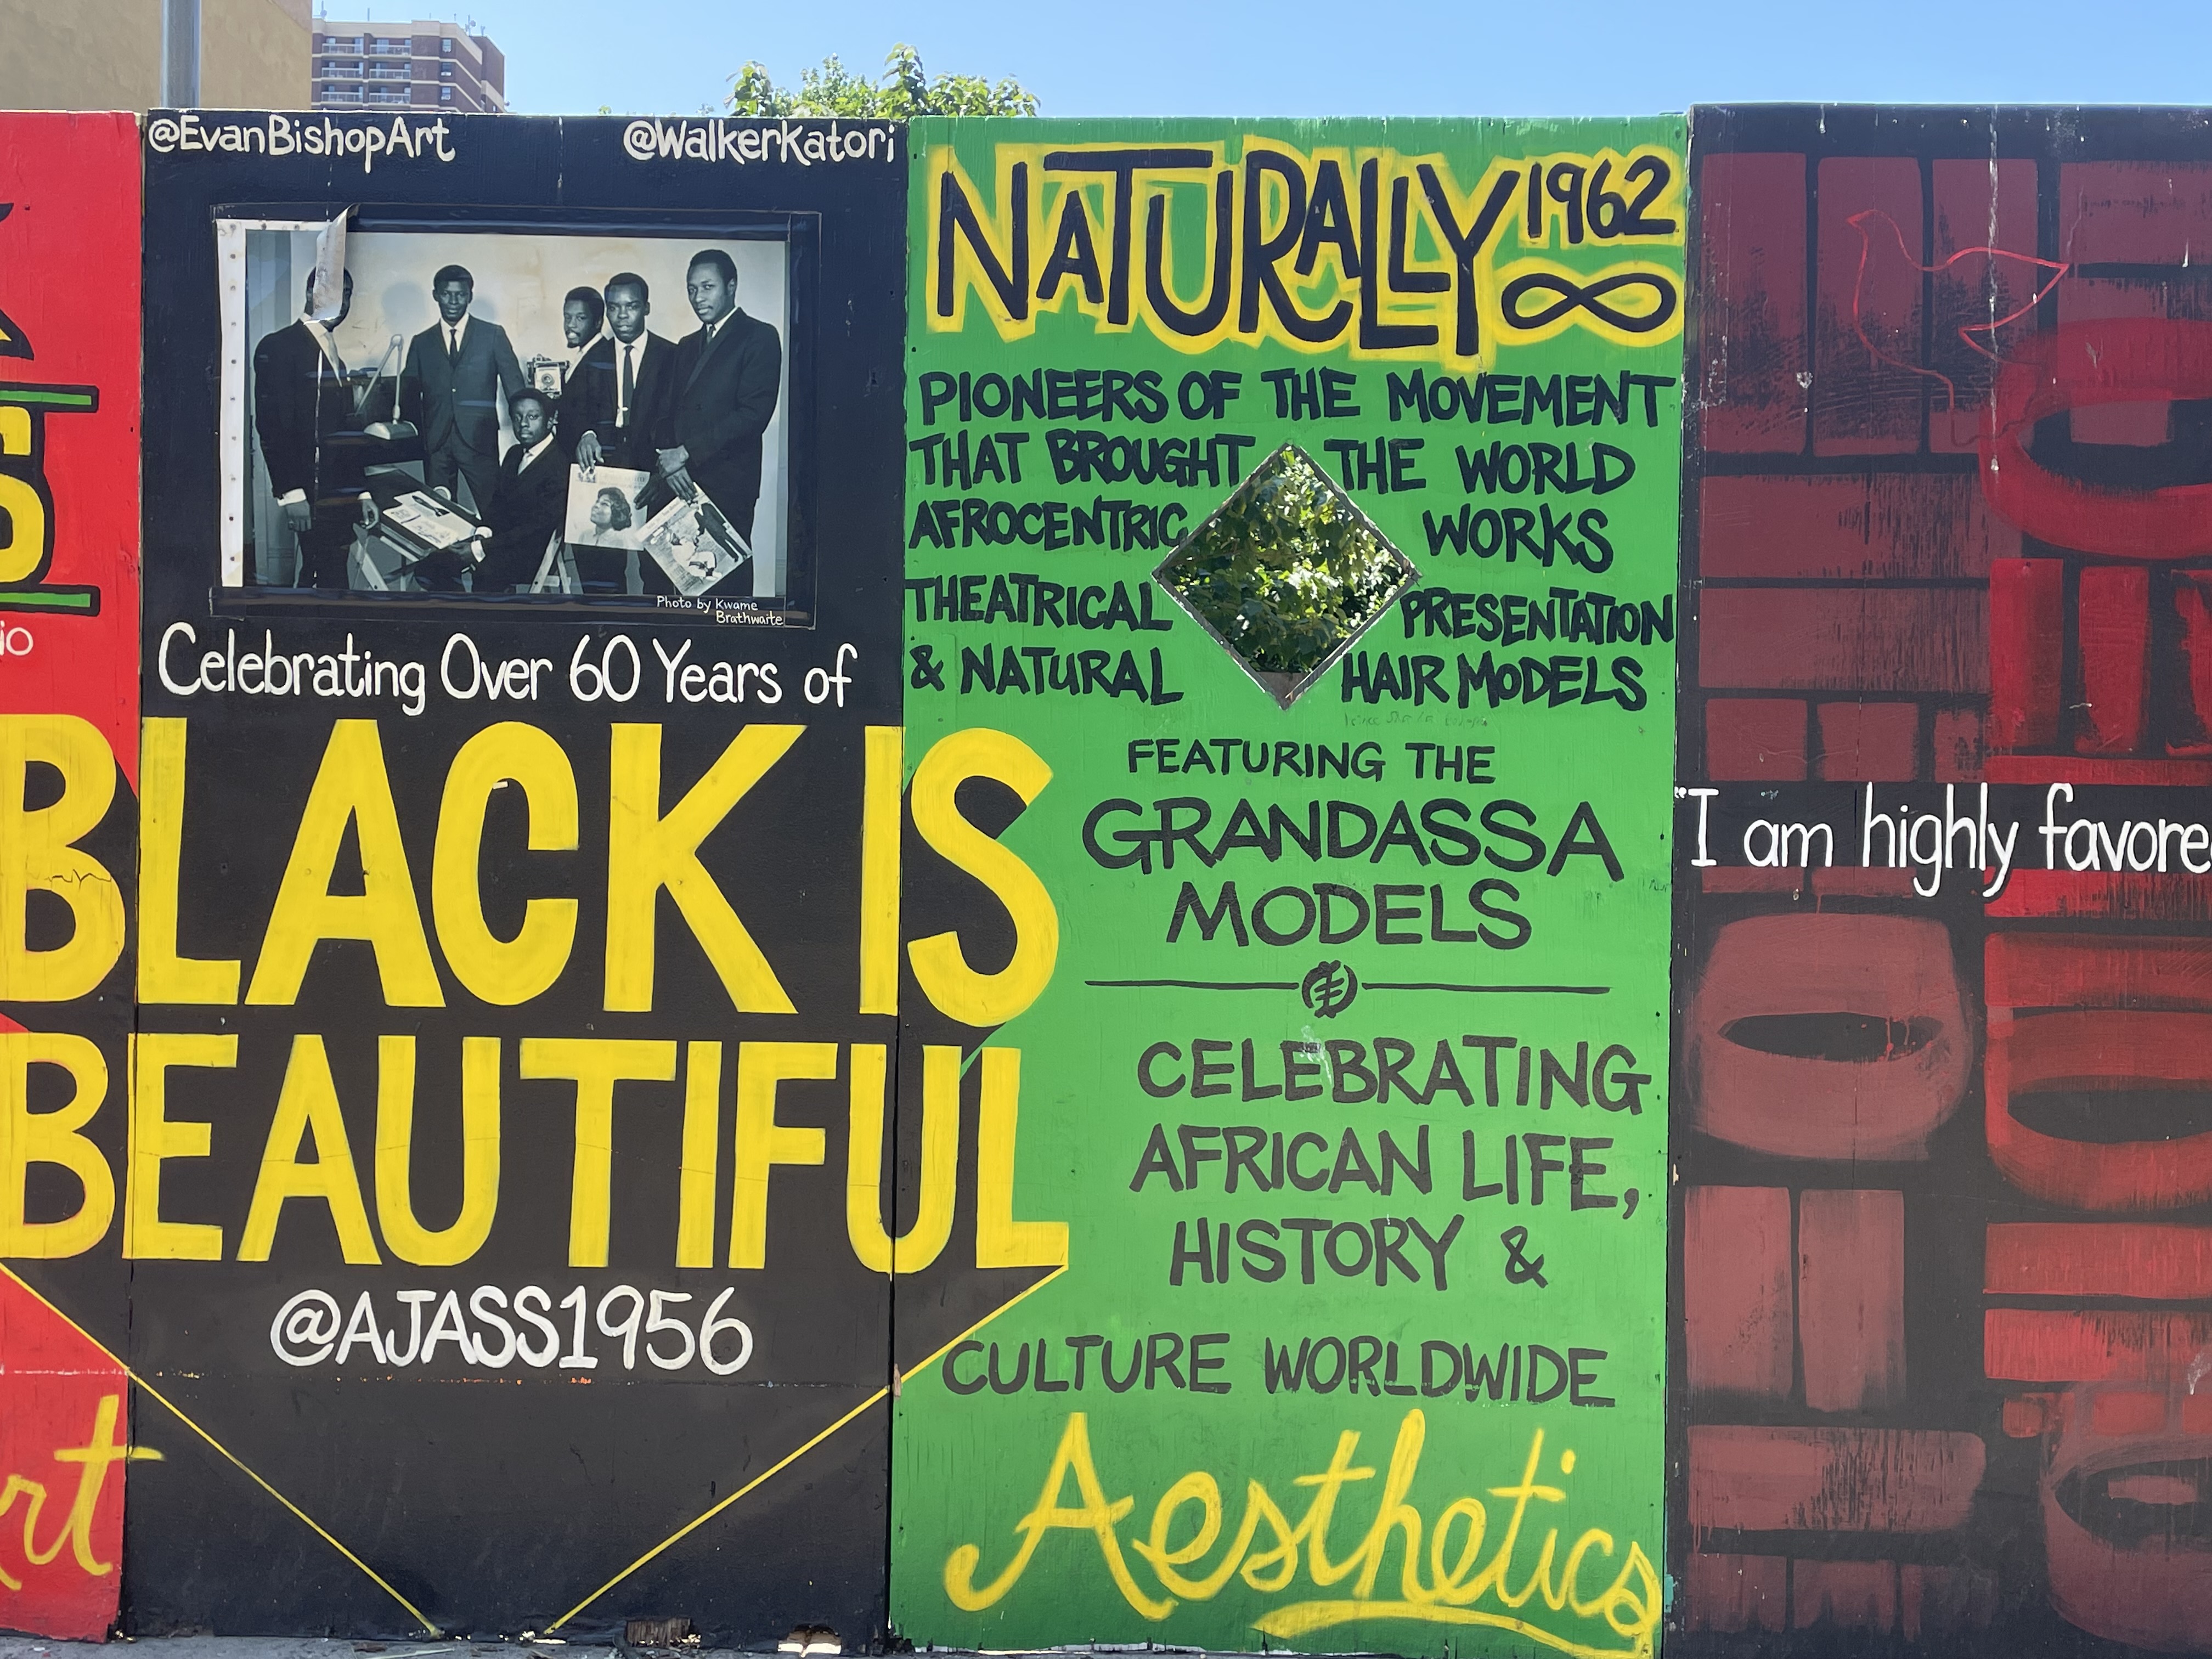 @EvanBishopArt
@WalkerKatori
Photo by Kwame
Brathwaite
Celebrating Over 60 Years of
BLACK IS
BEAUTIFUL
@AJASS1956
S
io
rt
NATURALLY 1962
PIONEERS OF THE MOVEMENT
THAT BROUGHT THE WORLD
AFROCENTRIC WORKS
THEATRICAL PRESENTATION
& NATURAL HAIR MODELS
FEATURING THE
GRANDASSA
MODELS
CELEBRATING
AFRICAN LIFE,
HISTORY &
CULTURE WORLDWIDE
Aesthetics
"I am highly favore